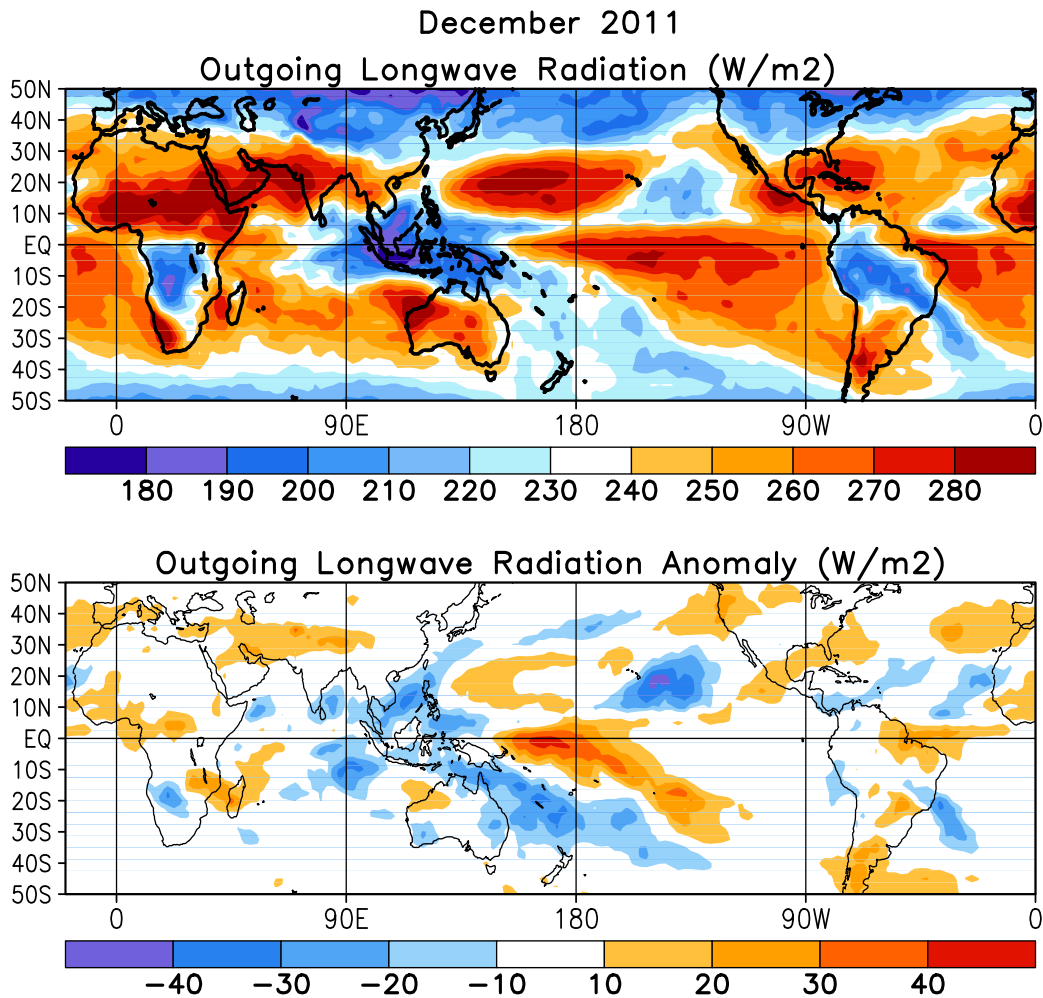 December 2011
Outgoing Longwave Radiation (W/m2)
50N
40N
30N
20N
10N
EQ
10S
20S
30S
40S
50S
0 90E 180 90W 0
180 190 200 210 220 230 240 250 260 270 280
Outgoing Longwave Radiation Anomaly (W/m2)
50N
40N
30N
20N
10N
EQ
10S
20S
30S
40S
50S
0 90E 180 90W 0
-40 -30 -20 -10 10 20 30 40